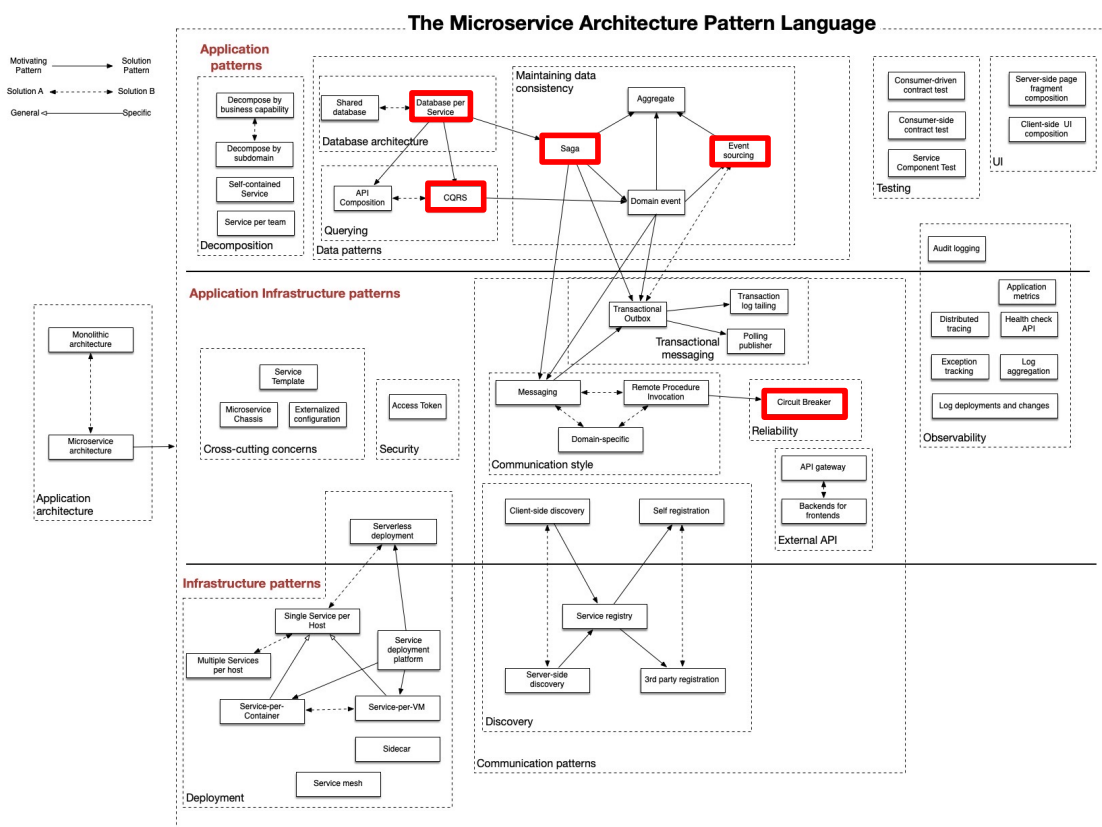 The Microservice Architecture Pattern Language
Motivating
Pattern
Solution
Pattern
Solution A
Solution B
General
Specific
Application
patterns
Decompose by
business capability
Decompose by
subdomain
Self-contained
Service
Service per team
Decomposition
Shared
database
Database per
Service
Database architecture
API
Composition
CQRS
Querying
Data patterns
Maintaining data
consistency
Aggregate
Saga
Event
sourcing
Domain event
Consumer-driven
contract test
Consumer-side
contract test
Service
Component Test
Testing
Server-side page
fragment
composition
Client-side UI
composition
UI
Application Infrastructure patterns
Monolithic
architecture
Microservice
architecture
Application
architecture
Service
Template
Microservice
Chassis
Externalized
configuration
Cross-cutting concerns
Access Token
Security
Transactional
Outbox
Transaction
log tailing
Polling
publisher
Transactional
messaging
Messaging
Remote Procedure
Invocation
Domain-specific
Communication style
Circuit Breaker
Reliability
API gateway
Backends for
frontends
External API
Audit logging
Application
metrics
Distributed
tracing
Health check
API
Exception
tracking
Log
aggregation
Log deployments and changes
Observability
Client-side discovery
Self registration
Service registry
Server-side
discovery
3rd party registration
Discovery
Communication patterns
Infrastructure patterns
Serverless
deployment
Single Service per
Host
Multiple Services
per host
Service
deployment
platform
Service-per-
Container
Service-per-VM
Sidecar
Service mesh
Deployment